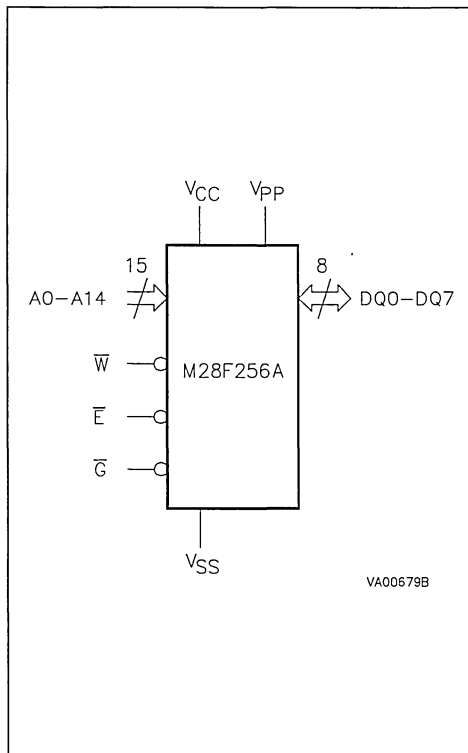 VCC VPP
15 8
A0-A14 DQ0-DQ7
W̅ M28F256A
E̅
G̅
VSS
VA00679B